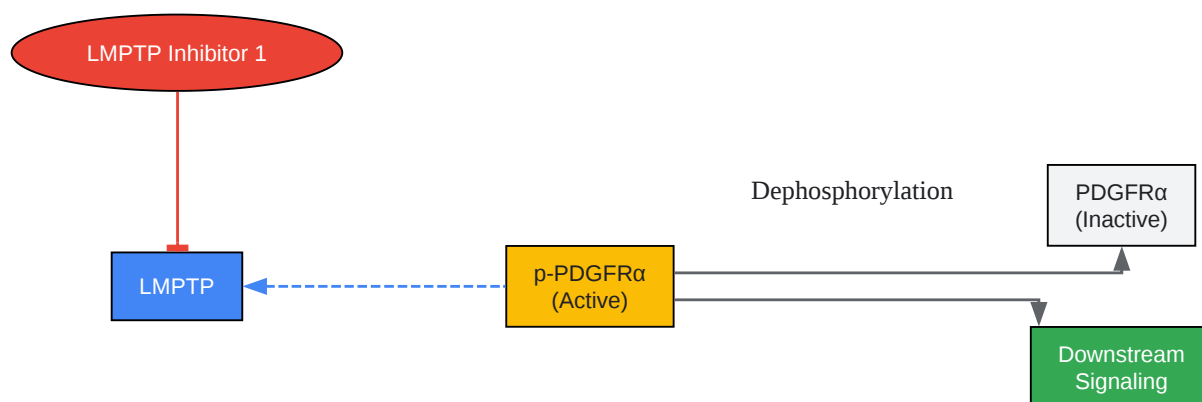 LMPTP Inhibitor 1
Dephosphorylation
PDGFRα
(Inactive)
LMPTP
p-PDGFRα
(Active)
Downstream
Signaling